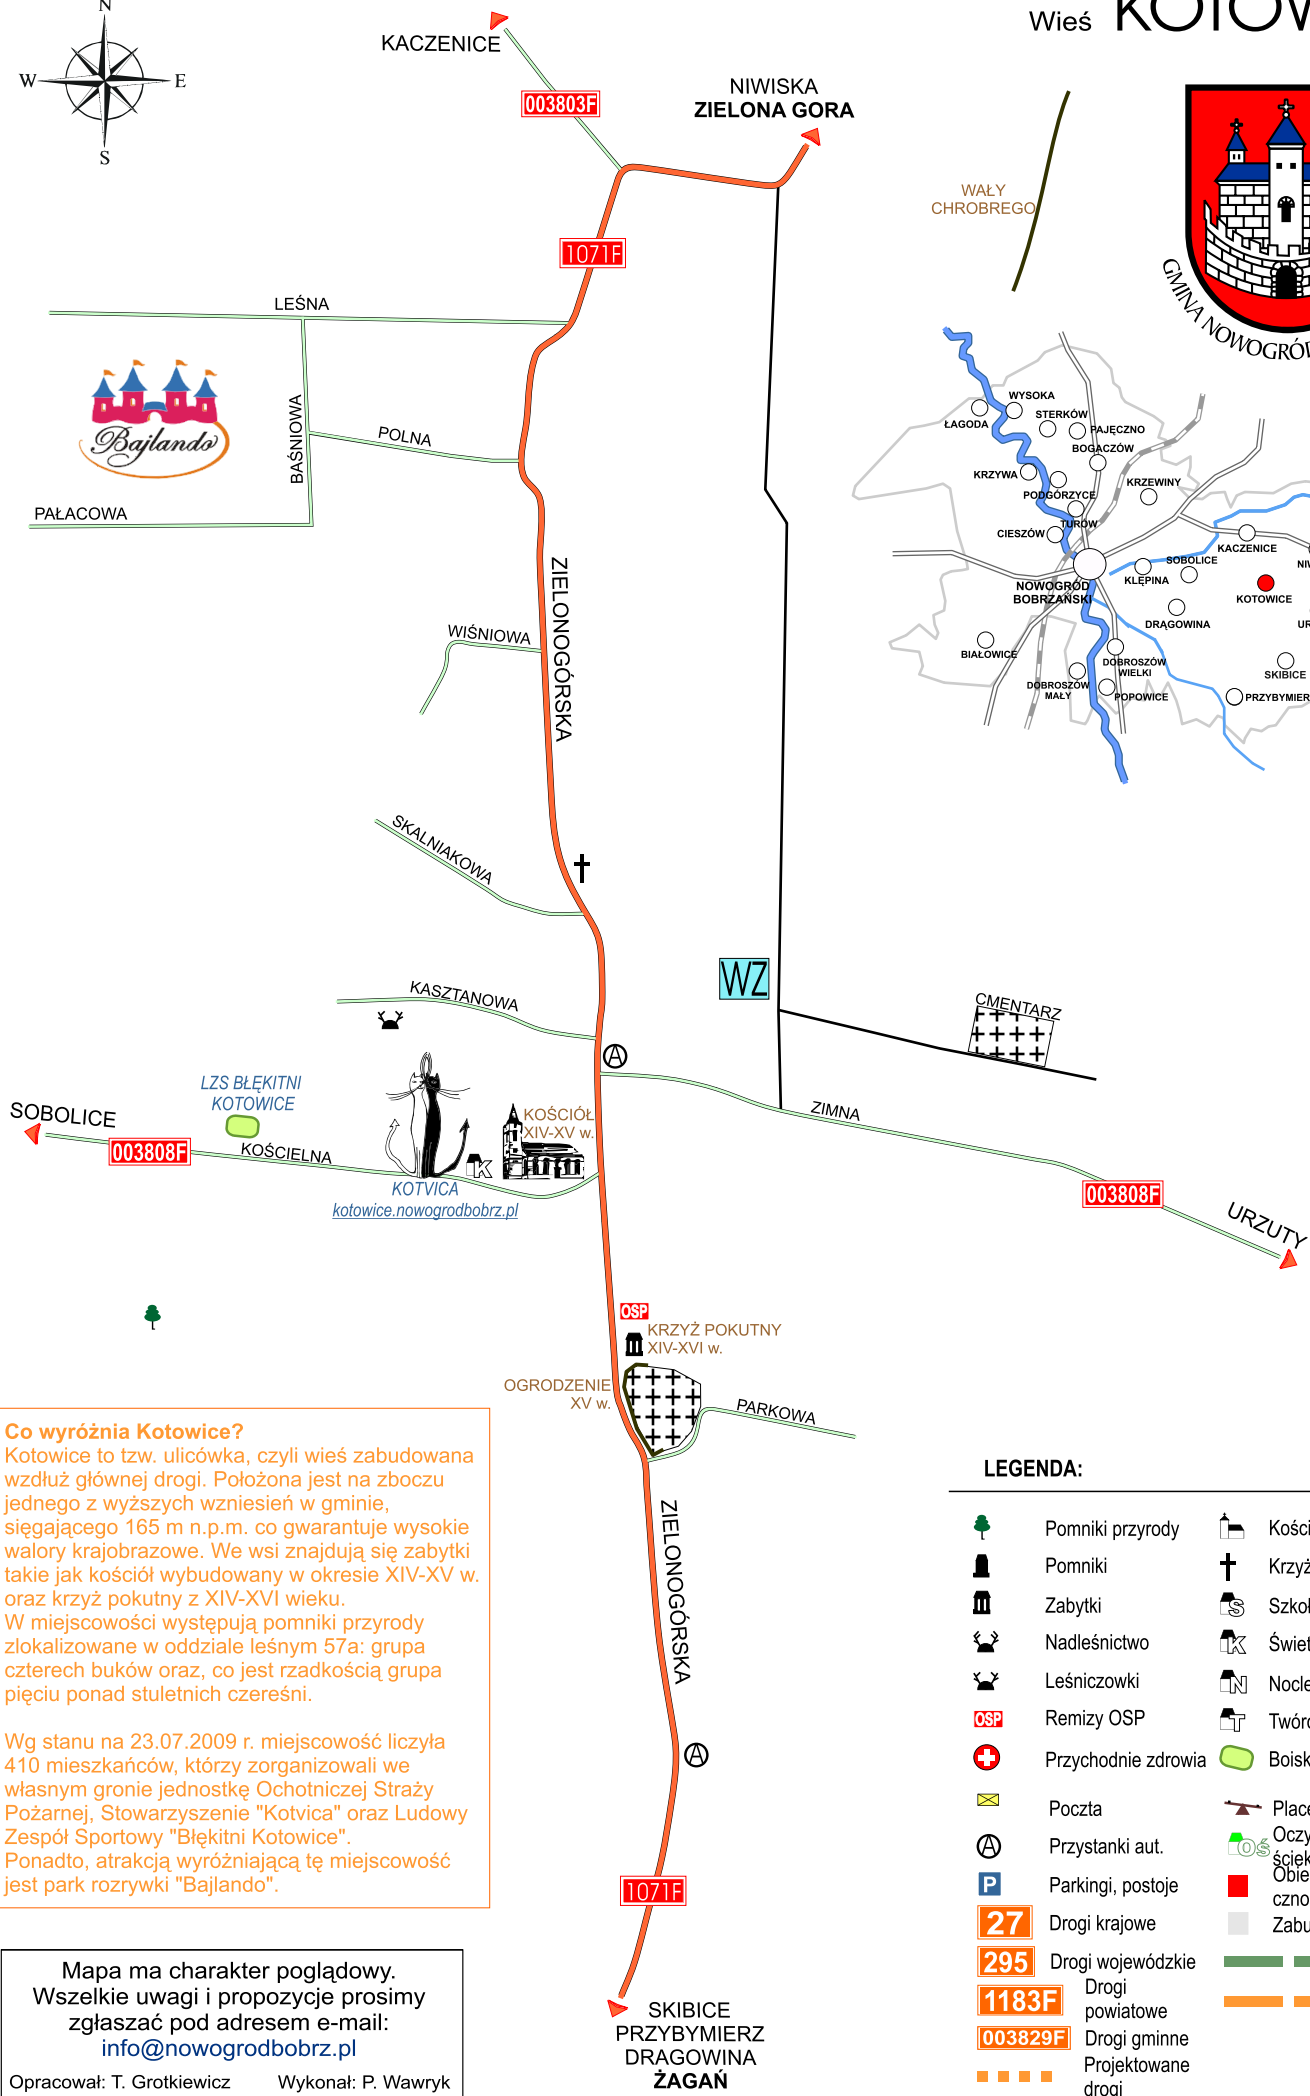 N
W
E
S
Wieś
KACZENICE
003803F
NIWISKA
ZIELONA GORA
WAŁY
CHROBREGO
1071F
GMINA NOWOGRÓD
LEŚNA
Bajlando
BAŚNIOWA
POLNA
PAŁACOWA
ZIELONOGÓRSKA
WIŚNIOWA
WYSOKA
ŁAGODA
STERKÓW
PAJĘCZNO
BOGACZÓW
KRZYWA
KRZEWINY
PODGÓRZYCE
TURÓW
CIESZÓW
KACZENICE
SOBOLICE
KLĘPINA
NOWOGRÓD
BOBRZAŃSKI
KOTOWICE
DRĄGOWINA
BIAŁOWICE
DOBROSZÓW
WIELKI
SKIBICE
DOBROSZÓW
MAŁY
POPOWICE
SKALNIAKOWA
WZ
KASZTANOWA
CMENTARZ
A
LZS BŁĘKITNI
KOTOWICE
SOBOLICE
003808F
KOŚCIELNA
KOŚCIÓŁ
XIV-XV w.
K
KOTVICA
kotowice.nowogrodbobrz.pl
ZIMNA
003808F
URZUTY
OSP
KRZYŻ POKUTNY
XIV-XVI w.
OGRODZENIE
XV w.
PARKOWA
ZIELONOGÓRSKA
A
1071F
SKIBICE
PRZYBYMIERZ
DRAGOWINA
ŻAGAŃ
Co wyróżnia Kotowice?
Kotowice to tzw. ulicówka, czyli wieś zabudowana
wzdłuż głównej drogi. Położona jest na zboczu
jednego z wyższych wzniesień w gminie,
sięgającego 165 m n.p.m. co gwarantuje wysokie
walory krajobrazowe. We wsi znajdują się zabytki
takie jak kościół wybudowany w okresie XIV-XV w.
oraz krzyż pokutny z XIV-XVI wieku.
W miejscowości występują pomniki przyrody
zlokalizowane w oddziale leśnym 57a: grupa
czterech buków oraz, co jest rzadkością grupa
pięciu ponad stuletnich czereśni.
Wg stanu na 23.07.2009 r. miejscowość liczyła
410 mieszkańców, którzy zorganizowali we
własnym gronie jednostkę Ochotniczej Straży
Pożarnej, Stowarzyszenie "Kotvica" oraz Ludowy
Zespół Sportowy "Błękitni Kotowice".
Ponadto, atrakcją wyróżniającą tę miejscowość
jest park rozrywki "Bajlando".
Mapa ma charakter poglądowy.
Wszelkie uwagi i propozycje prosimy
zgłaszać pod adresem e-mail:
info@nowogrodbobrz.pl
Opracował: T. Grotkiewicz Wykonał: P. Wawryk
LEGENDA:
Pomniki przyrody
Pomniki
Zabytki
Nadleśnictwo
Leśniczowki
OSP Remizy OSP
Przychodnie zdrowia
Poczta
A Przystanki aut.
P Parkingi, postoje
27 Drogi krajowe
295 Drogi wojewódzkie
1183F Drogi
powiatowe
003829F Drogi gminne
Projektowane
drogi
Krzyż
S
K
N
T
Oś